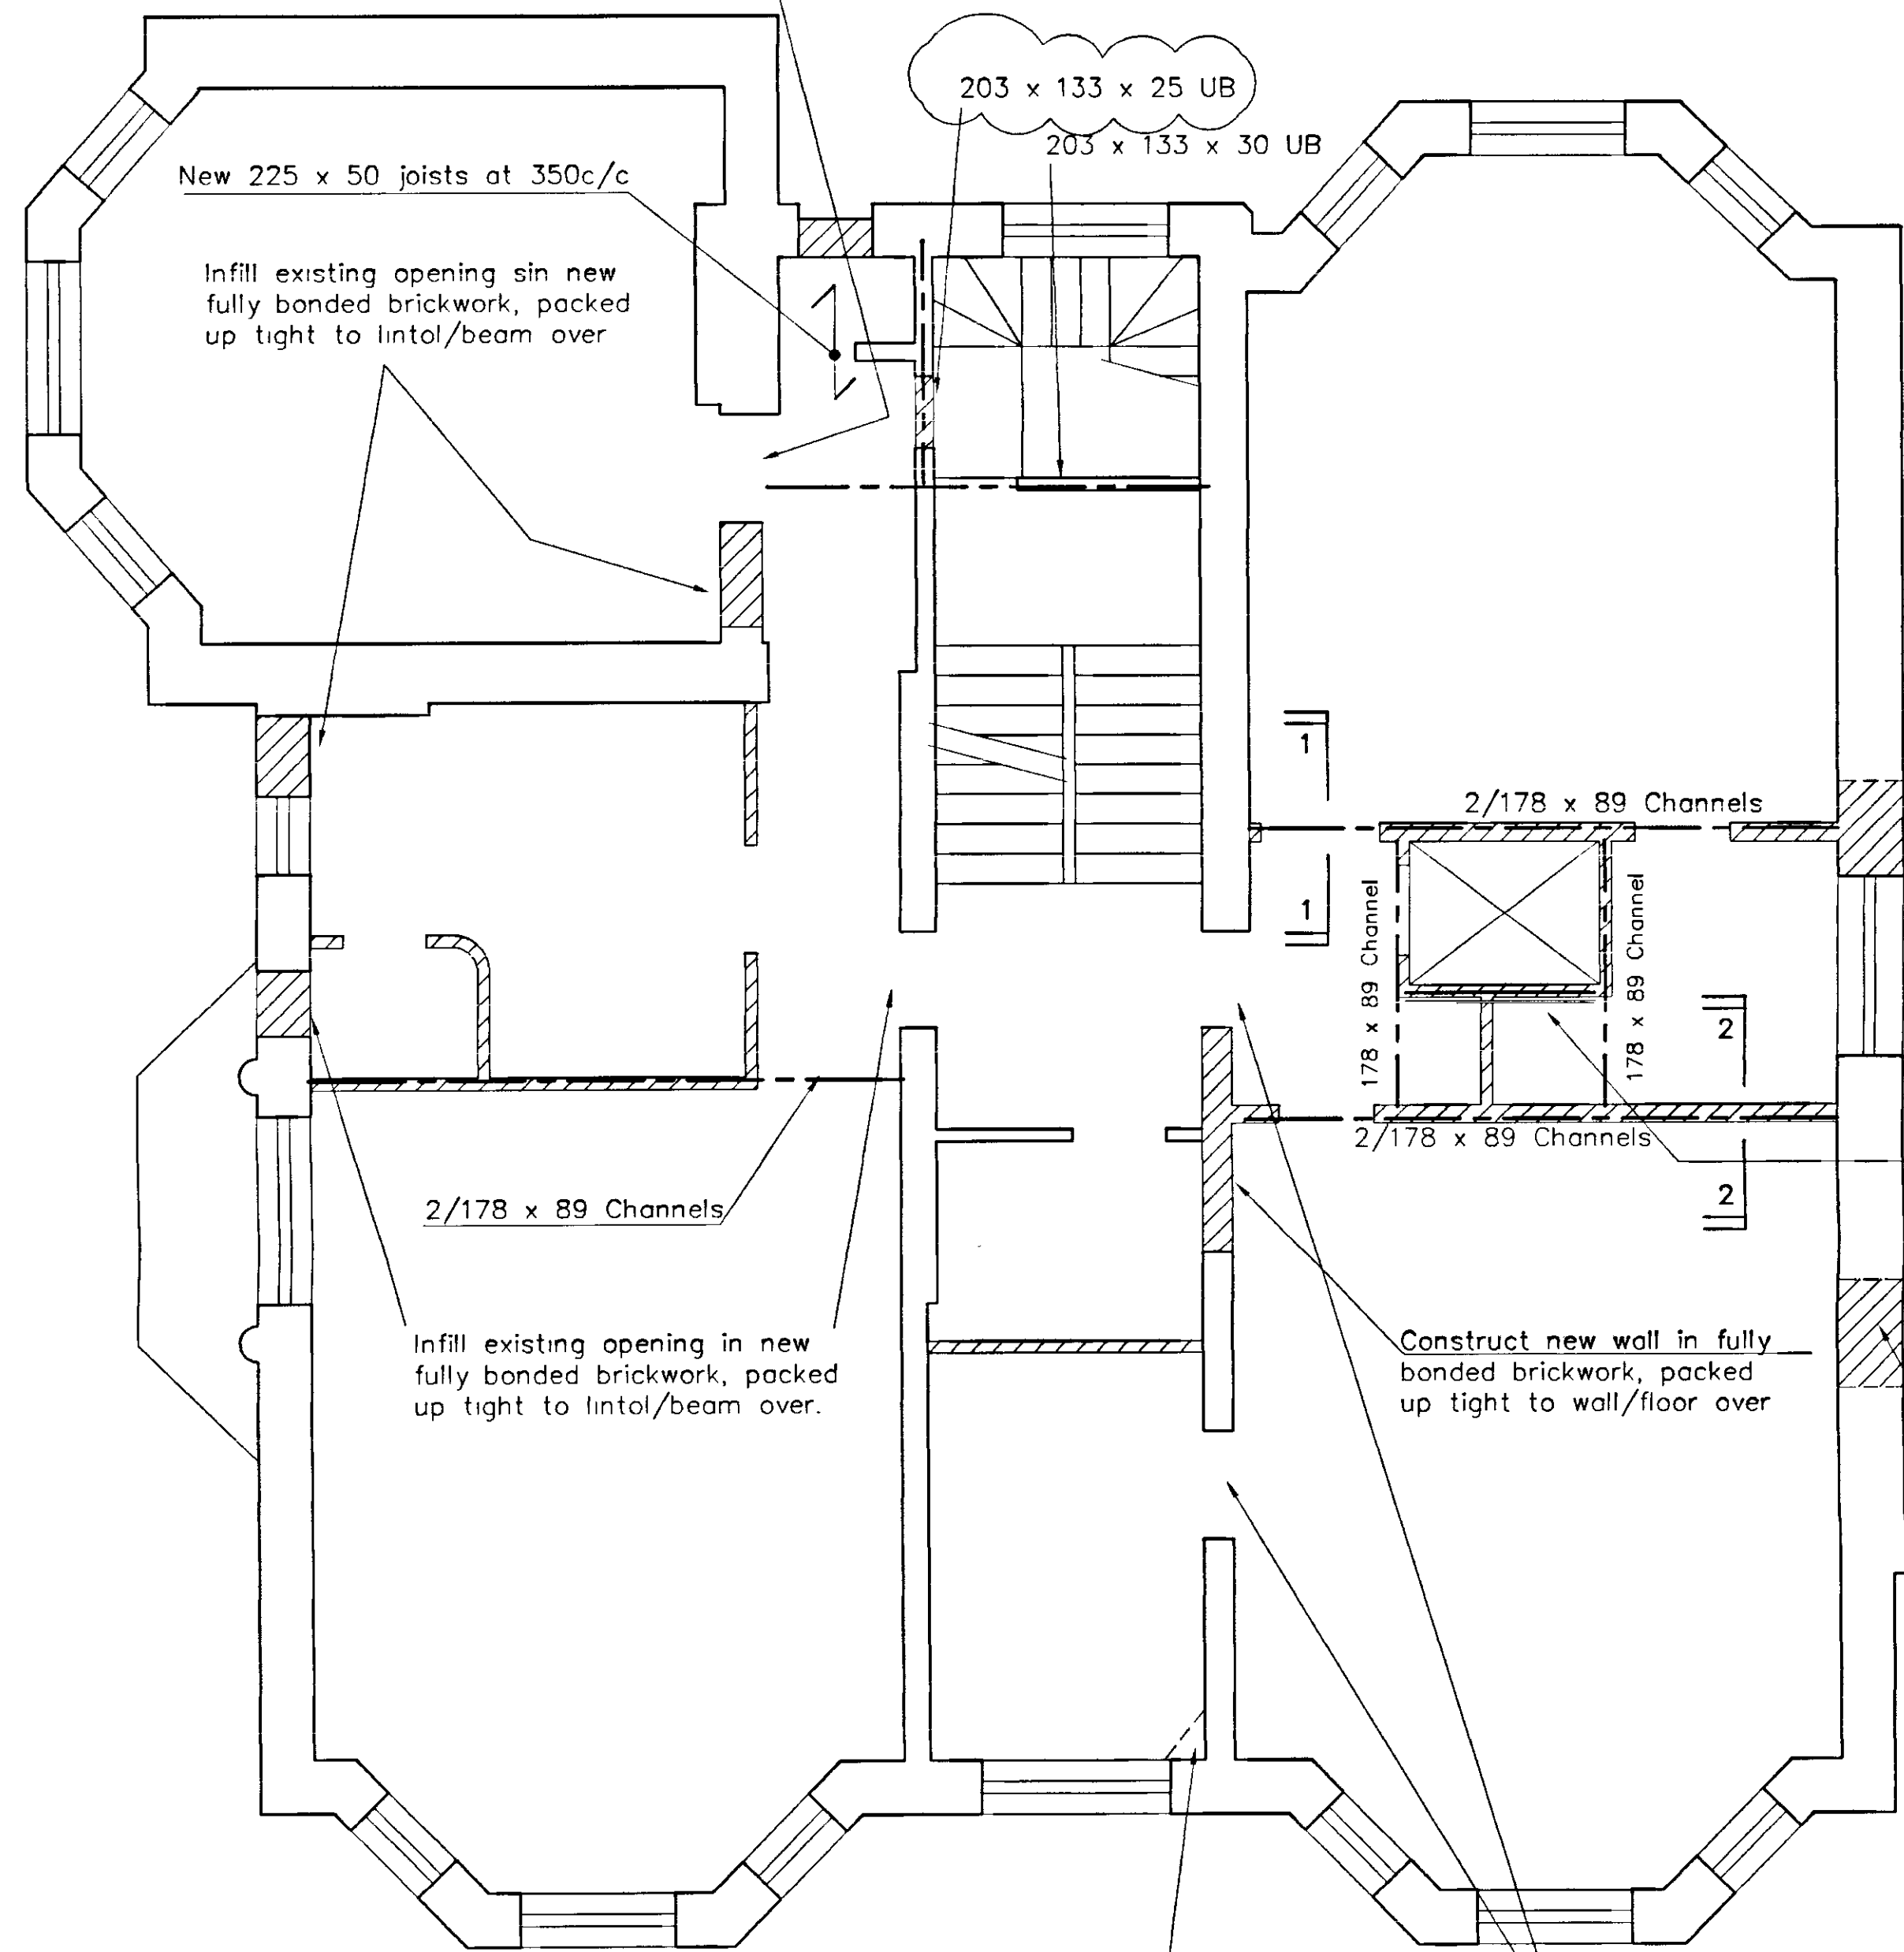 203 x 133 x 25 UB
203 x 133 x 30 UB
New 225 x 50 joists at 350c/c
Infill existing opening sin new
fully bonded brickwork, packed
up tight to lintol/beam over
1
2/178 x 89 Channels
1
178 x 89 Channel
178 x 89 Channel
2
2/178 x 89 Channels
2
2/178 x 89 Channels
Infill existing opening in new
fully bonded brickwork, packed
up tight to lintol/beam over.
Construct new wall in fully
bonded brickwork, packed
up tight to wall/floor over